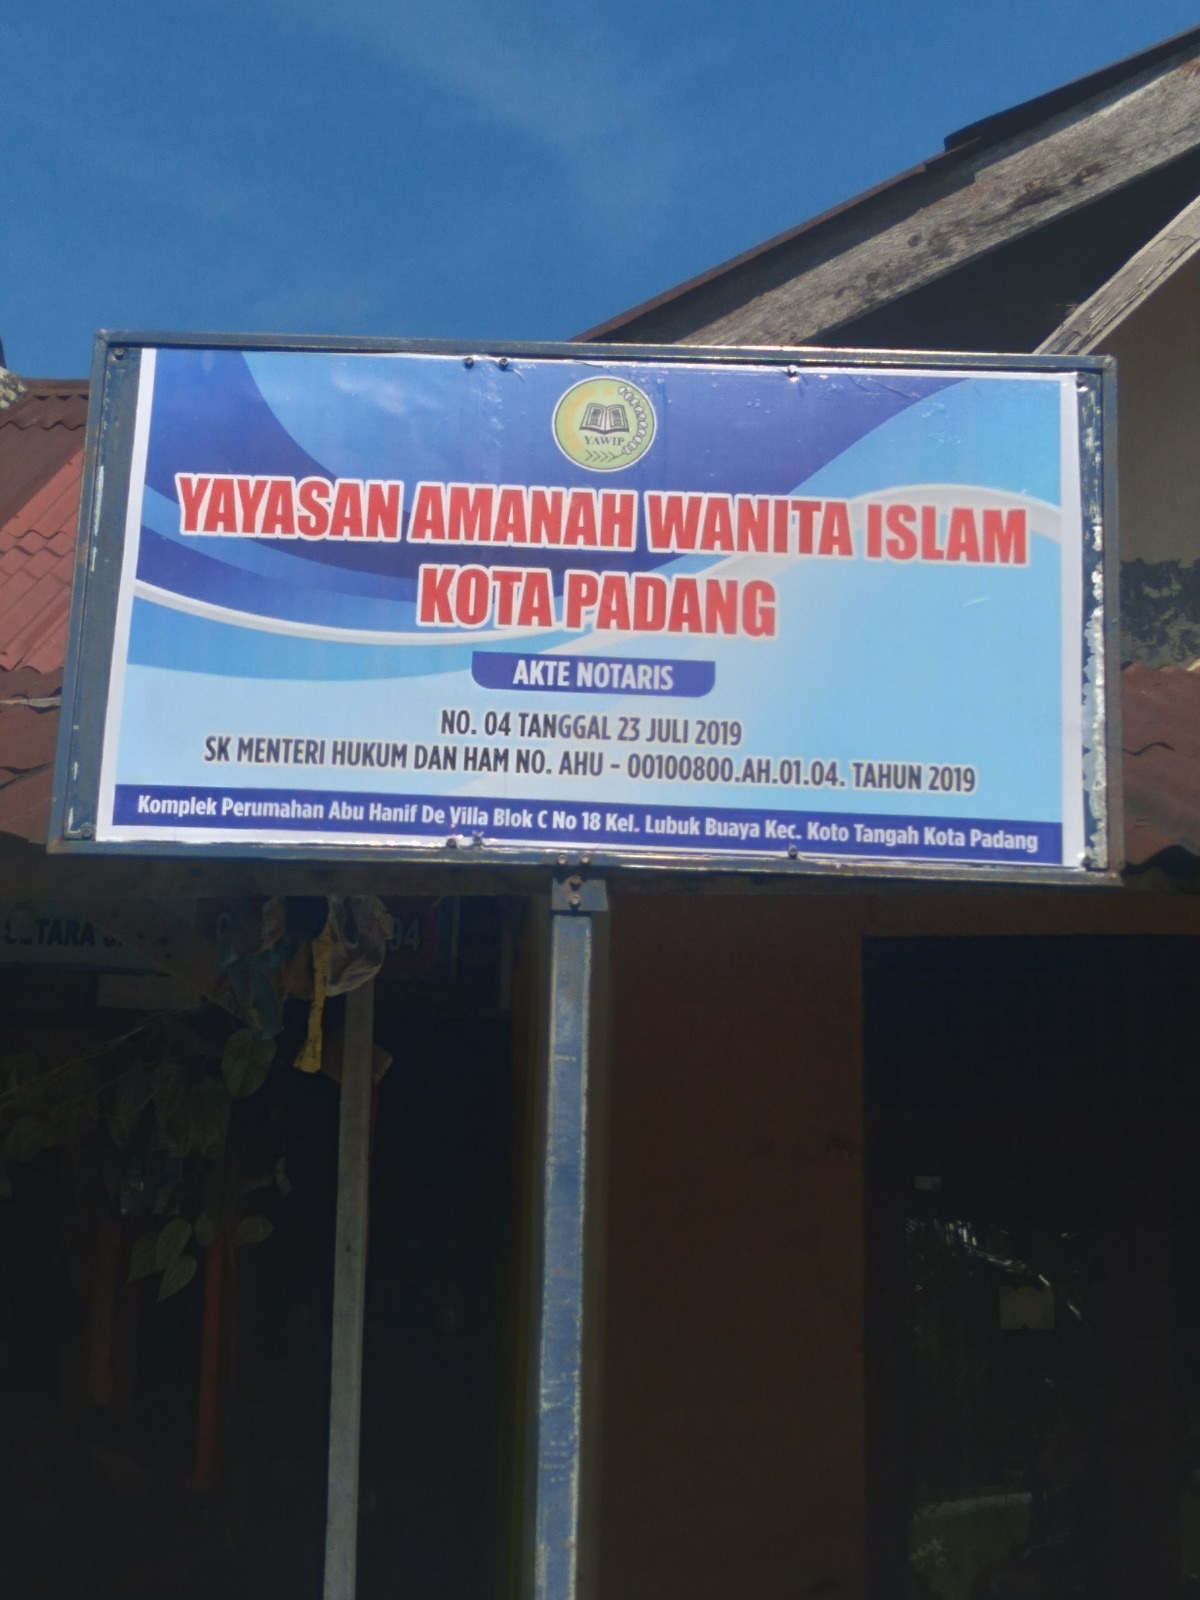 YAWIP
YAYASAN AMANAH WANITA ISLAM
KOTA PADANG
AKTE NOTARIS
NO. 04 TANGGAL 23 JULI 2019
SK MENTERI HUKUM DAN HAM NO. AHU - 00100800.AH.01.04. TAHUN 2019
Komplek Perumahan Abu Hanif De Villa Blok C No 18 Kel. Lubuk Buaya Kec. Koto Tangah Kota Padang